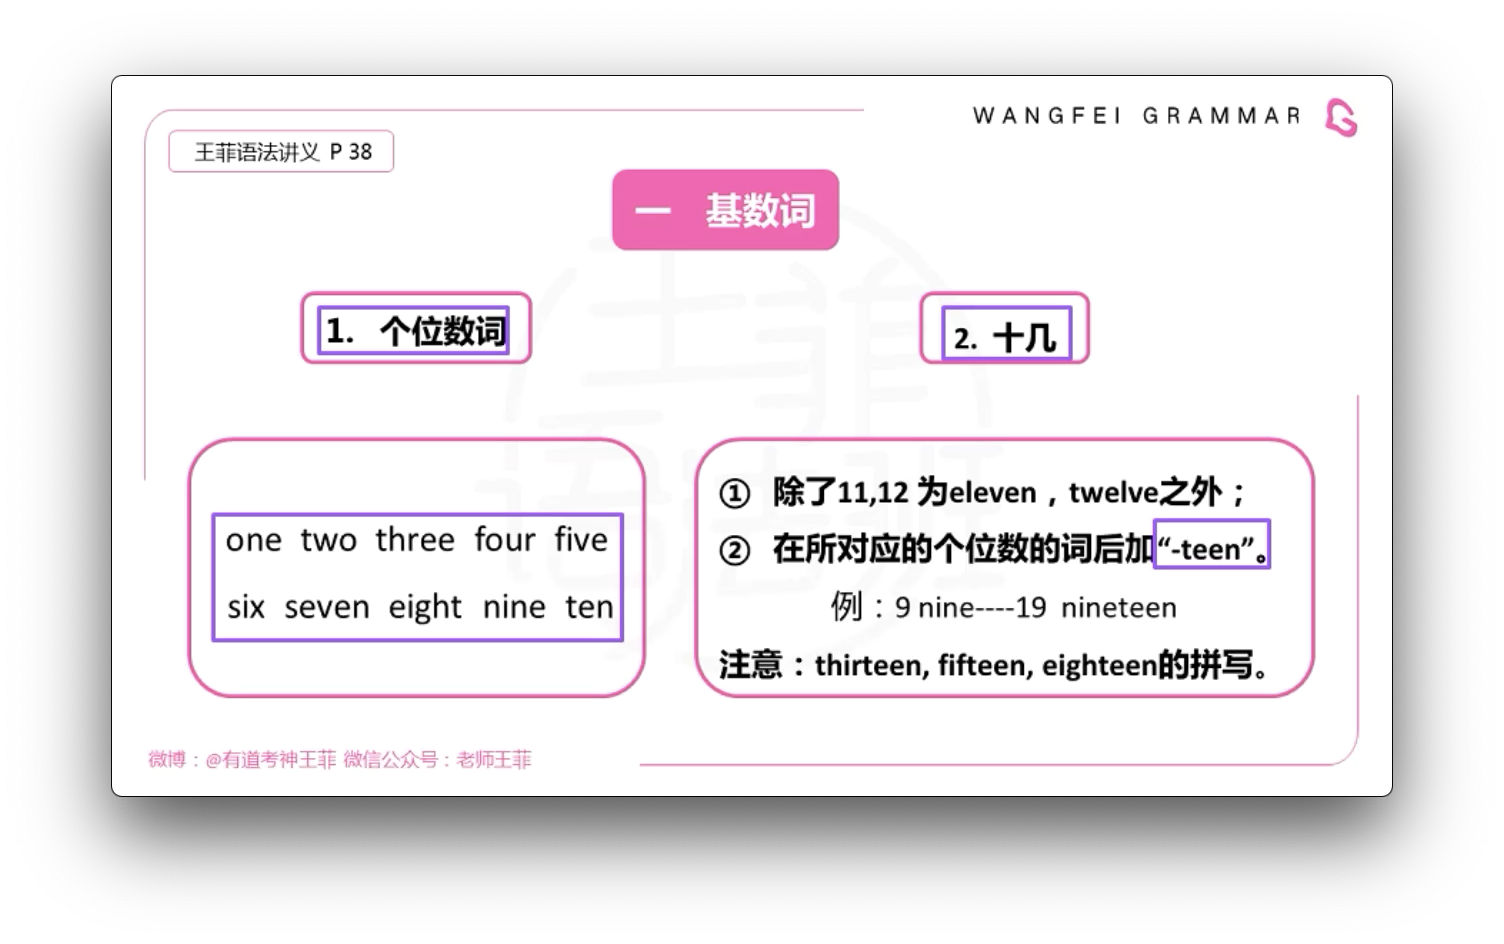 WANGFEI GRAMMAR
王菲语法讲义 P 38
一 基数词
1. 个位数词
2. 十几
one two three four five
six seven eight nine ten
① 除了11,12 为eleven，twelve之外；
② 在所对应的个位数的词后加“-teen”。
例：9 nine----19 nineteen
注意：thirteen, fifteen, eighteen的拼写。
微博：@有道考神王菲 微信公众号：老师王菲
王菲
语法班